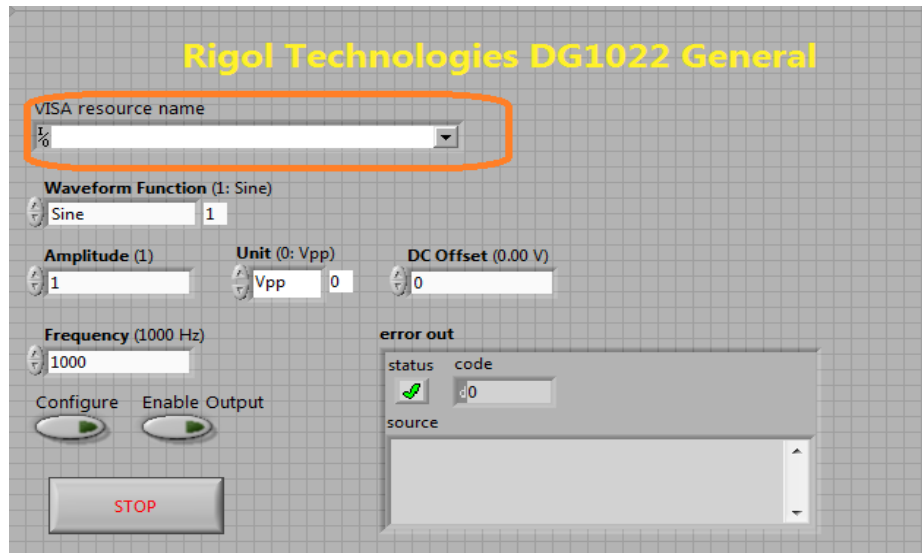 Rigol Technologies DG1022 General
VISA resource name
I/O
Waveform Function (1: Sine)
Sine 1
Amplitude (1) Unit (0: Vpp) DC Offset (0.00 V)
1 Vpp 0 0
Frequency (1000 Hz) error out
1000 status code
d0
Configure Enable Output source
STOP